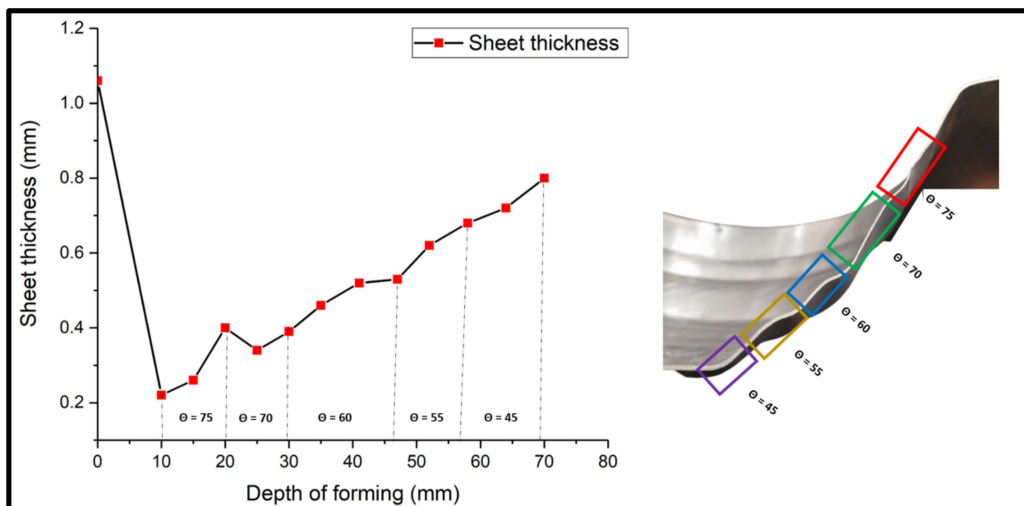 Sheet thickness
1.2
1.0
0.8
0.6
0.4
0.2
Sheet thickness (mm)
Θ = 75
Θ = 70
Θ = 60
Θ = 55
Θ = 45
0 10 20 30 40 50 60 70 80
Depth of forming (mm)
Θ = 75
Θ = 70
Θ = 60
Θ = 55
Θ = 45